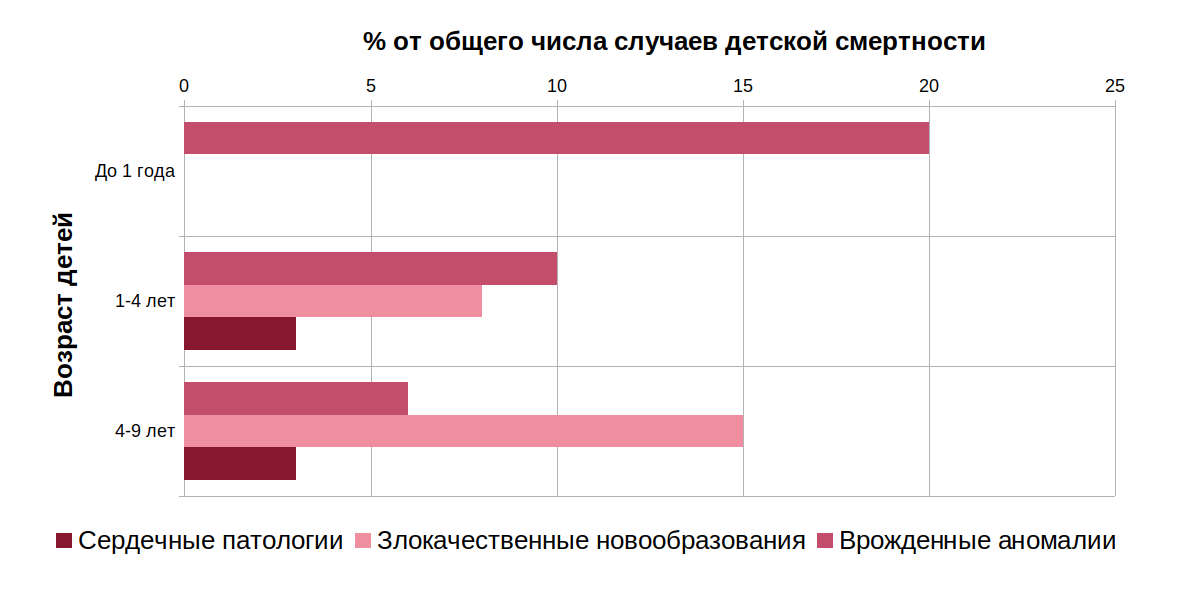 % от общего числа случаев детской смертности
0 5 10 15 20 25
До 1 года
Возраст детей
1-4 лет
4-9 лет
Сердечные патологии Злокачественные новообразования Врожденные аномалии